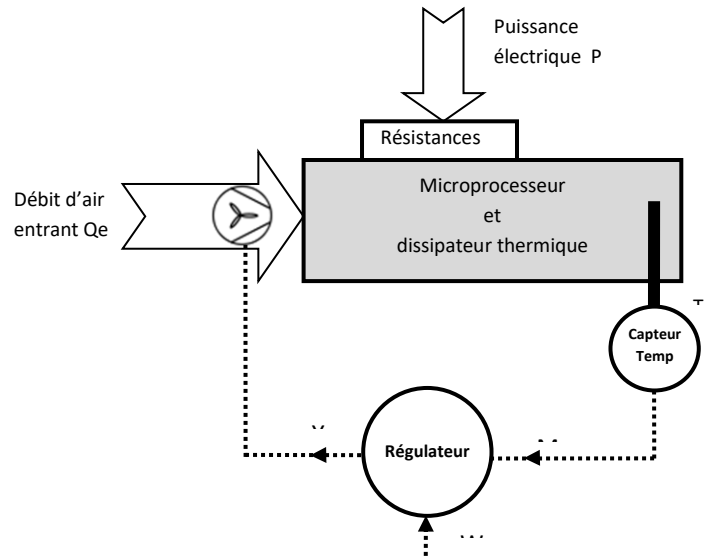 Puissance
électrique P
Résistances
Microprocesseur
et
dissipateur thermique
Débit d'air
entrant Qe
Capteur
Temp
Régulateur